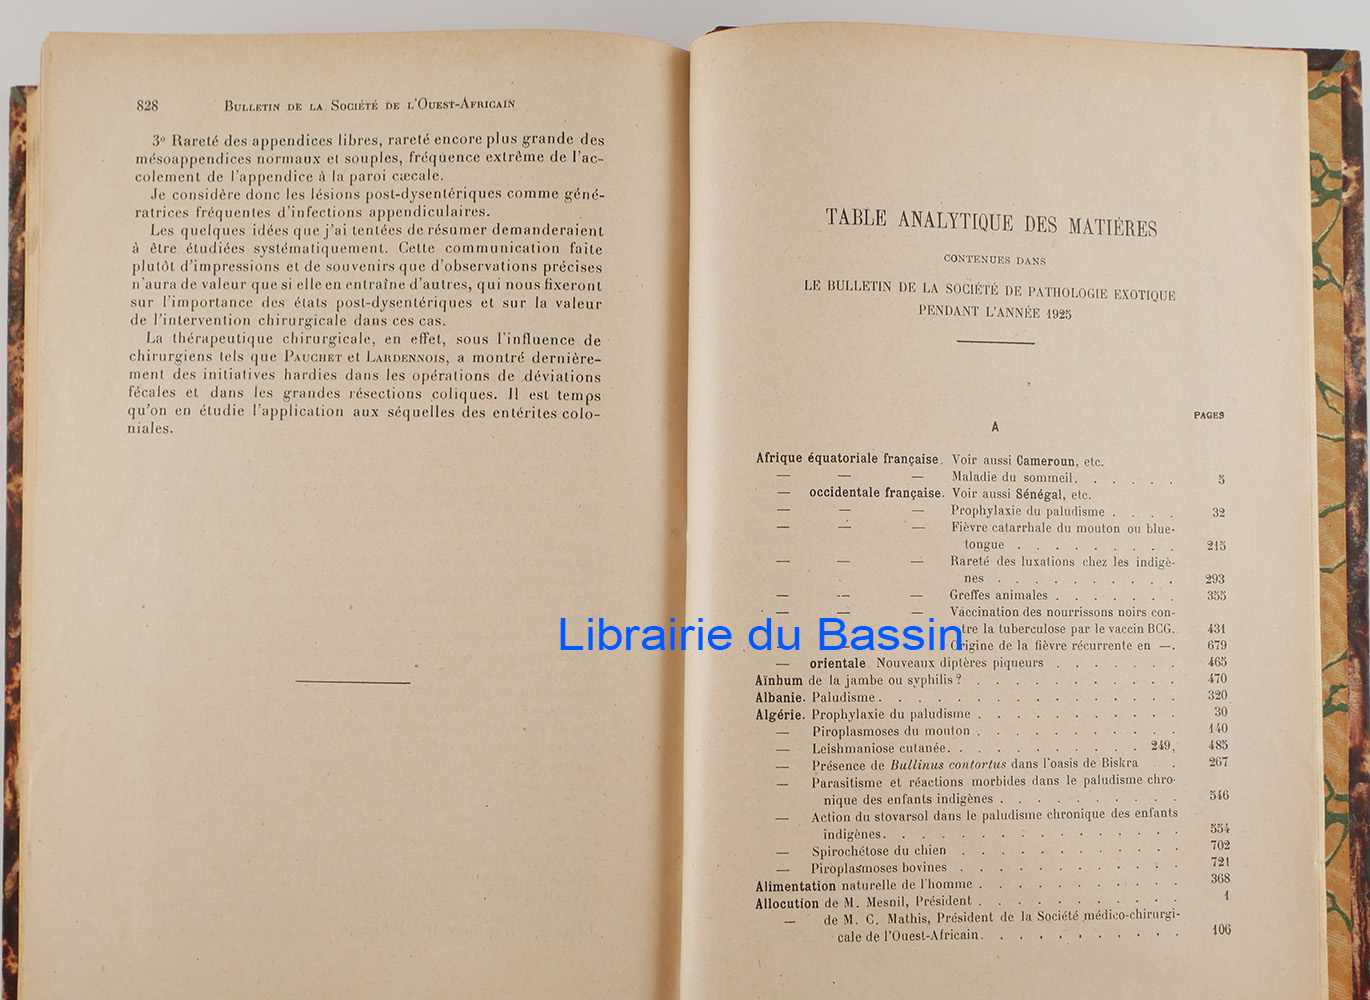 828 BULLETIN DE LA SOCIÉTÉ DE L'OUEST-AFRICAIN
3º Rareté des appendices libres, rareté encore plus grande des
mésoappendices normaux et souples, fréquence extrême de l'ac-
colement de l'appendice à la paroi cæcale.
Je considère donc les lésions post-dysentériques comme géné-
ratrices fréquentes d'infections appendiculaires.
Les quelques idées que j'ai tentées de résumer demanderaient
à être étudiées systématiquement. Cette communication faite
plutôt d'impressions et de souvenirs que d'observations précises
n'aura de valeur que si elle en entraîne d'autres, qui nous fixeront
sur l'importance des états post-dysentériques et sur la valeur
de l'intervention chirurgicale dans ces cas.
La thérapeutique chirurgicale, en effet, sous l'influence de
chirurgiens tels que PAUCHET et LARDENNOIS, a montré dernière-
ment des initiatives hardies dans les opérations de déviations
fécales et dans les grandes résections coliques. Il est temps
qu'on en étudie l'application aux séquelles des entérites colo-
niales.
TABLE ANALYTIQUE DES MATIÈRES
CONTENUES DANS
LE BULLETIN DE LA SOCIÉTÉ DE PATHOLOGIE EXOTIQUE
PENDANT L'ANNÉE 1925
PAGES
A
Afrique équatoriale française. Voir aussi Cameroun, etc.
— — — Maladie du sommeil. . . . . . 5
— occidentale française. Voir aussi Sénégal, etc.
— — — Prophylaxie du paludisme . . . . 32
— — — Fièvre catarrhale du mouton ou blue-
tongue . . . . . . . . . 215
— — — Rareté des luxations chez les indigè-
nes . . . . . . . . . . 293
— — — Greffes animales . . . . . . . 355
— — — Vaccination des nourrissons noirs con-
tre la tuberculose par le vaccin BCG. 431
— — — Origine de la fièvre récurrente en —. 679
— orientale. Nouveaux diptères piqueurs . . . . . . . 465
Aïnhum de la jambe ou syphilis ? . . . . . . . . . . . 470
Albanie. Paludisme . . . . . . . . . . . . . . . . 320
Algérie. Prophylaxie du paludisme . . . . . . . . . . . 30
— Piroplasmoses du mouton . . . . . . . . . . . 140
— Leishmaniose cutanée. . . . . . . . . . . 249, 485
— Présence de Bullinus contortus dans l'oasis de Biskra . . 267
— Parasitisme et réactions morbides dans le paludisme chro-
nique des enfants indigènes . . . . . . . . . . 546
— Action du stovarsol dans le paludisme chronique des enfants
indigènes. . . . . . . . . . . . . . . . 554
— Spirochétose du chien . . . . . . . . . . . . 702
— Piroplasmoses bovines . . . . . . . . . . . . 721
Alimentation naturelle de l'homme . . . . . . . . . . . 368
Allocution de M. Mesnil, Président . . . . . . . . . . . 1
— de M. C. Mathis, Président de la Société médico-chirurgi-
cale de l'Ouest-Africain. . . . . . . . . . . 106
Librairie du Bassin